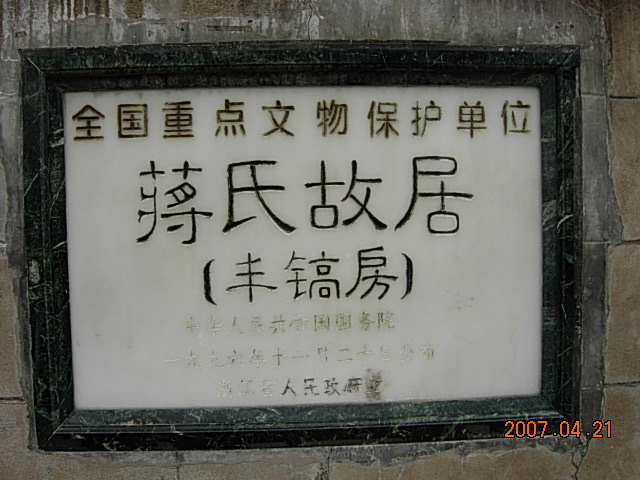 全国重点文物保护单位
蒋氏故居
(丰镐房)
中华人民共和国国务院
一九九六年十一月二十日公布
浙江省人民政府立
2007.04.21